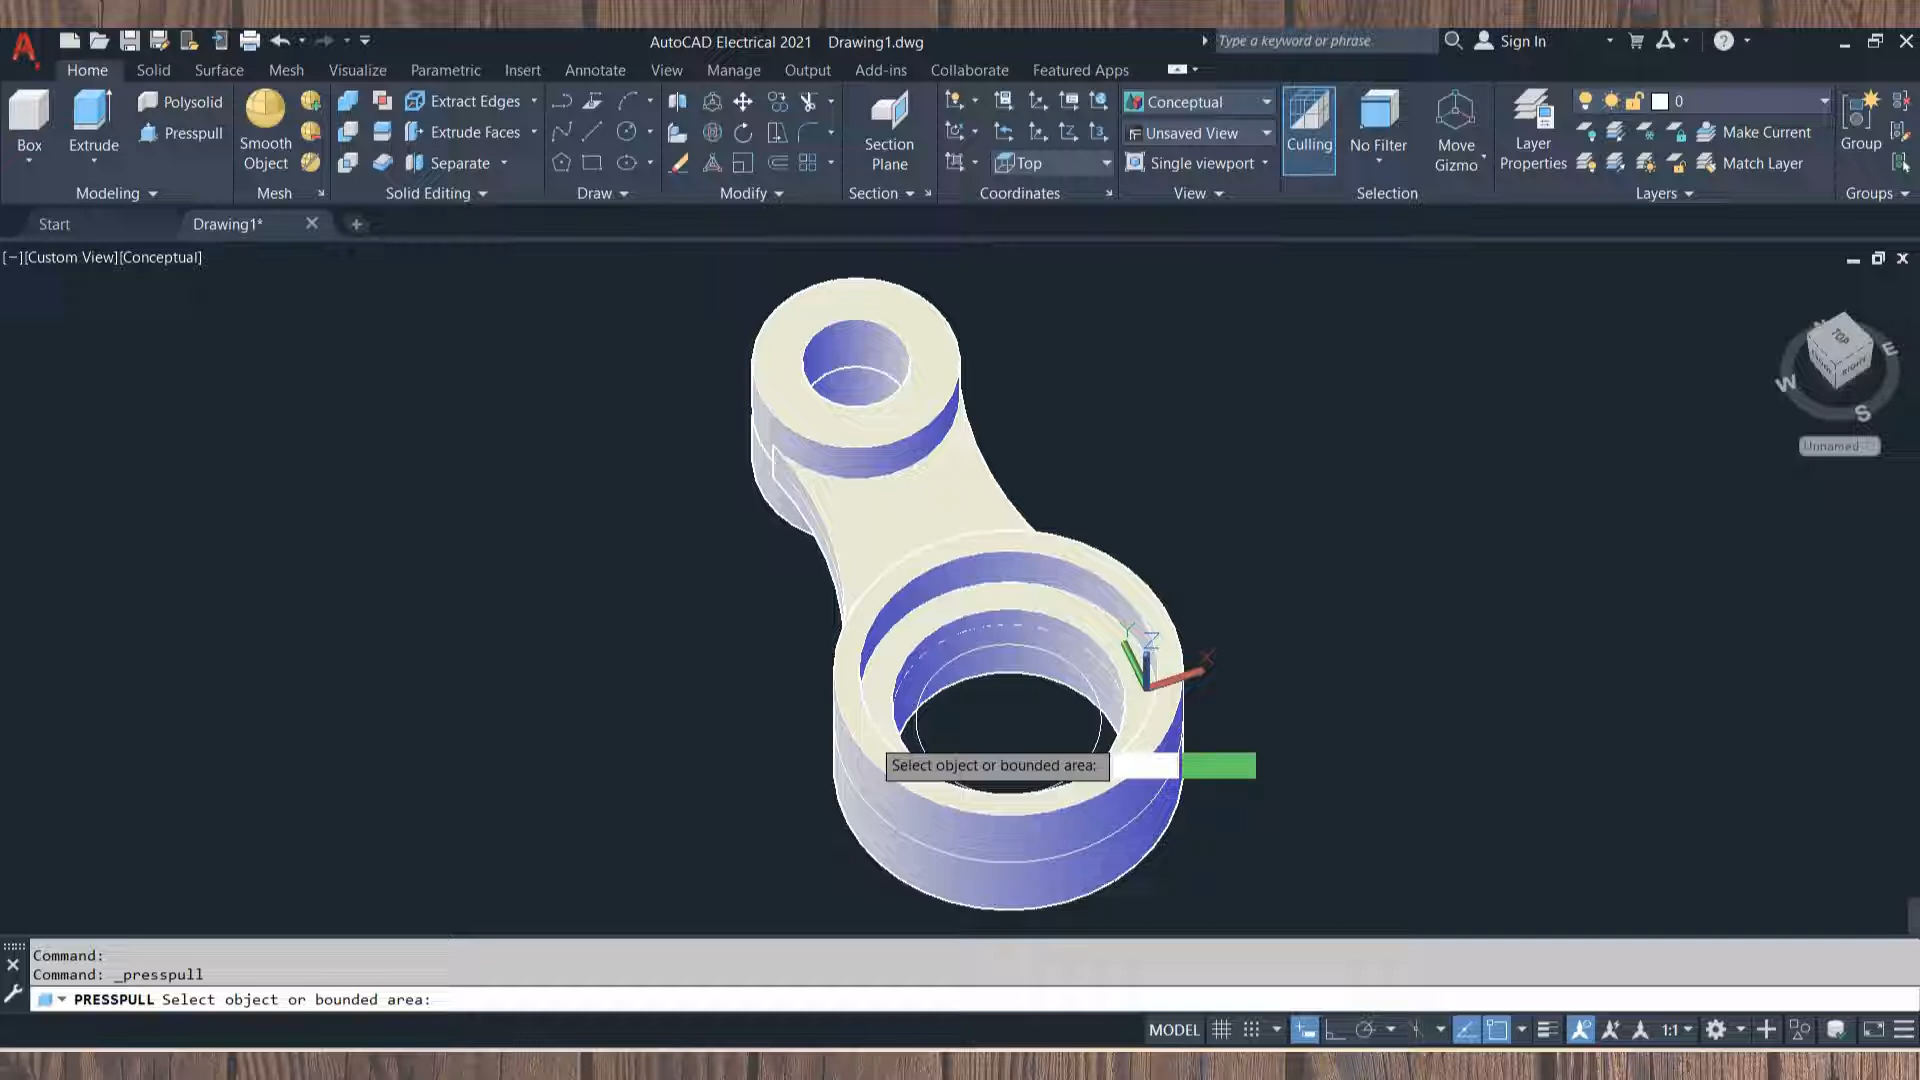 AutoCAD Electrical 2021 Drawing1.dwg
Type a keyword or phrase
Sign In
Home Solid Surface Mesh Visualize Parametric Insert Annotate View Manage Output Add-ins Collaborate Featured Apps
Box
Extrude
Polysolid
Presspull
Smooth Object
Extract Edges
Extrude Faces
Separate
Section Plane
Top
Conceptual
Unsaved View
Single viewport
Culling
No Filter
Move Gizmo
Layer Properties
0
Make Current
Match Layer
Group
Modeling Mesh Solid Editing Draw Modify Section Coordinates View Selection Layers Groups
Start Drawing1*
[−][Custom View][Conceptual]
TOP
RIGHT
E
W
S
Unnamed
Y
Z
X
Select object or bounded area:
Command:
Command: _presspull
PRESSPULL Select object or bounded area:
MODEL
1:1